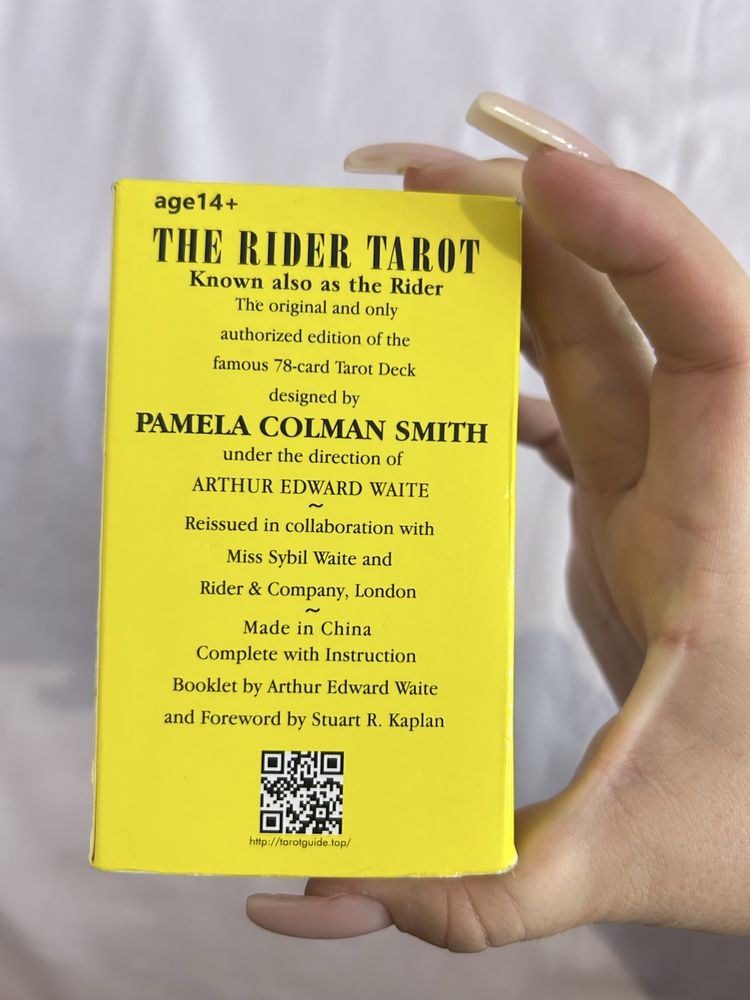 age14+
THE RIDER TAROT
Known also as the Rider
The original and only
authorized edition of the
famous 78-card Tarot Deck
designed by
PAMELA COLMAN SMITH
under the direction of
ARTHUR EDWARD WAITE
~
Reissued in collaboration with
Miss Sybil Waite and
Rider & Company, London
~
Made in China
Complete with Instruction
Booklet by Arthur Edward Waite
and Foreword by Stuart R. Kaplan
http://tarotguide.top/